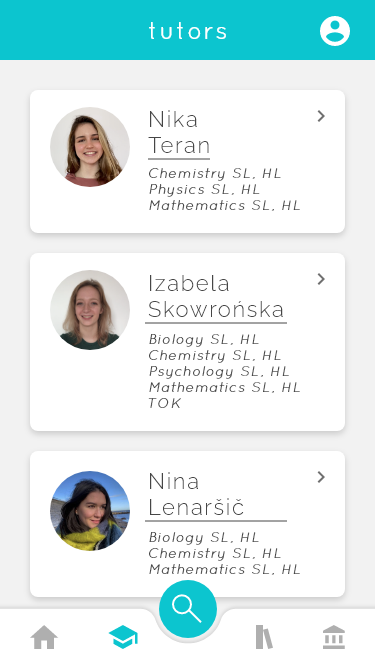 tutors
Nika
Teran
Chemistry SL, HL
Physics SL, HL
Mathematics SL, HL
Izabela
Skowrońska
Biology SL, HL
Chemistry SL, HL
Psychology SL, HL
Mathematics SL, HL
TOK
Nina
Lenaršič
Biology SL, HL
Chemistry SL, HL
Mathematics SL, HL